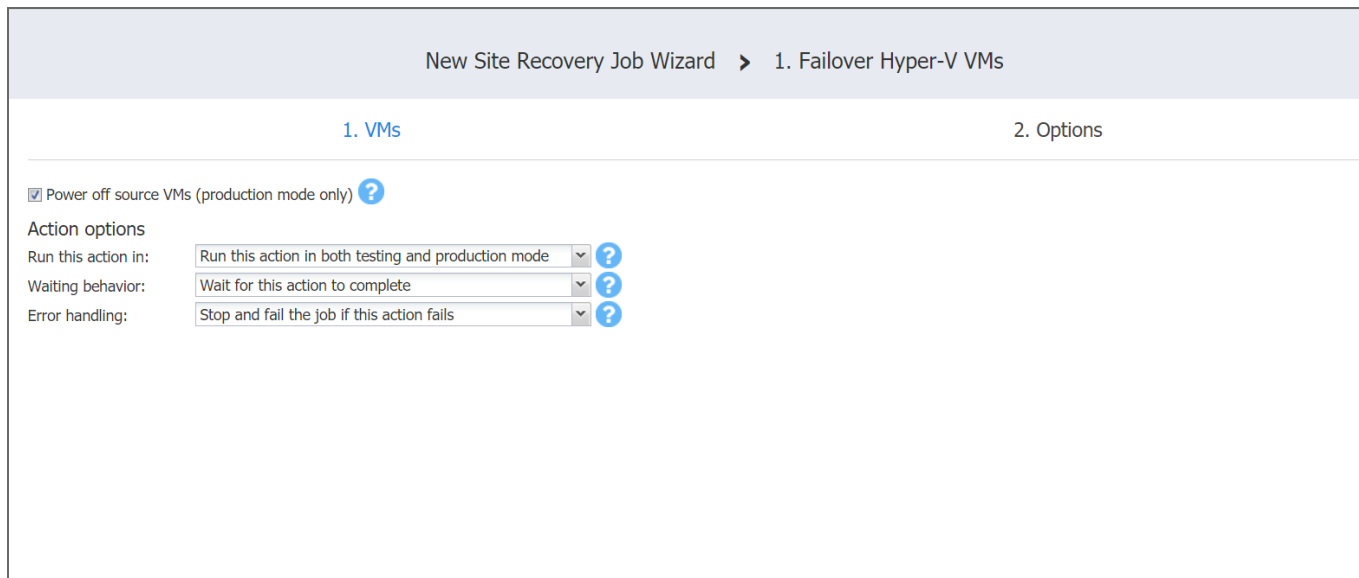 New Site Recovery Job Wizard > 1. Failover Hyper-V VMs
1. VMs 2. Options
Power off source VMs (production mode only) ?
Action options
Run this action in: Run this action in both testing and production mode ?
Waiting behavior: Wait for this action to complete ?
Error handling: Stop and fail the job if this action fails ?